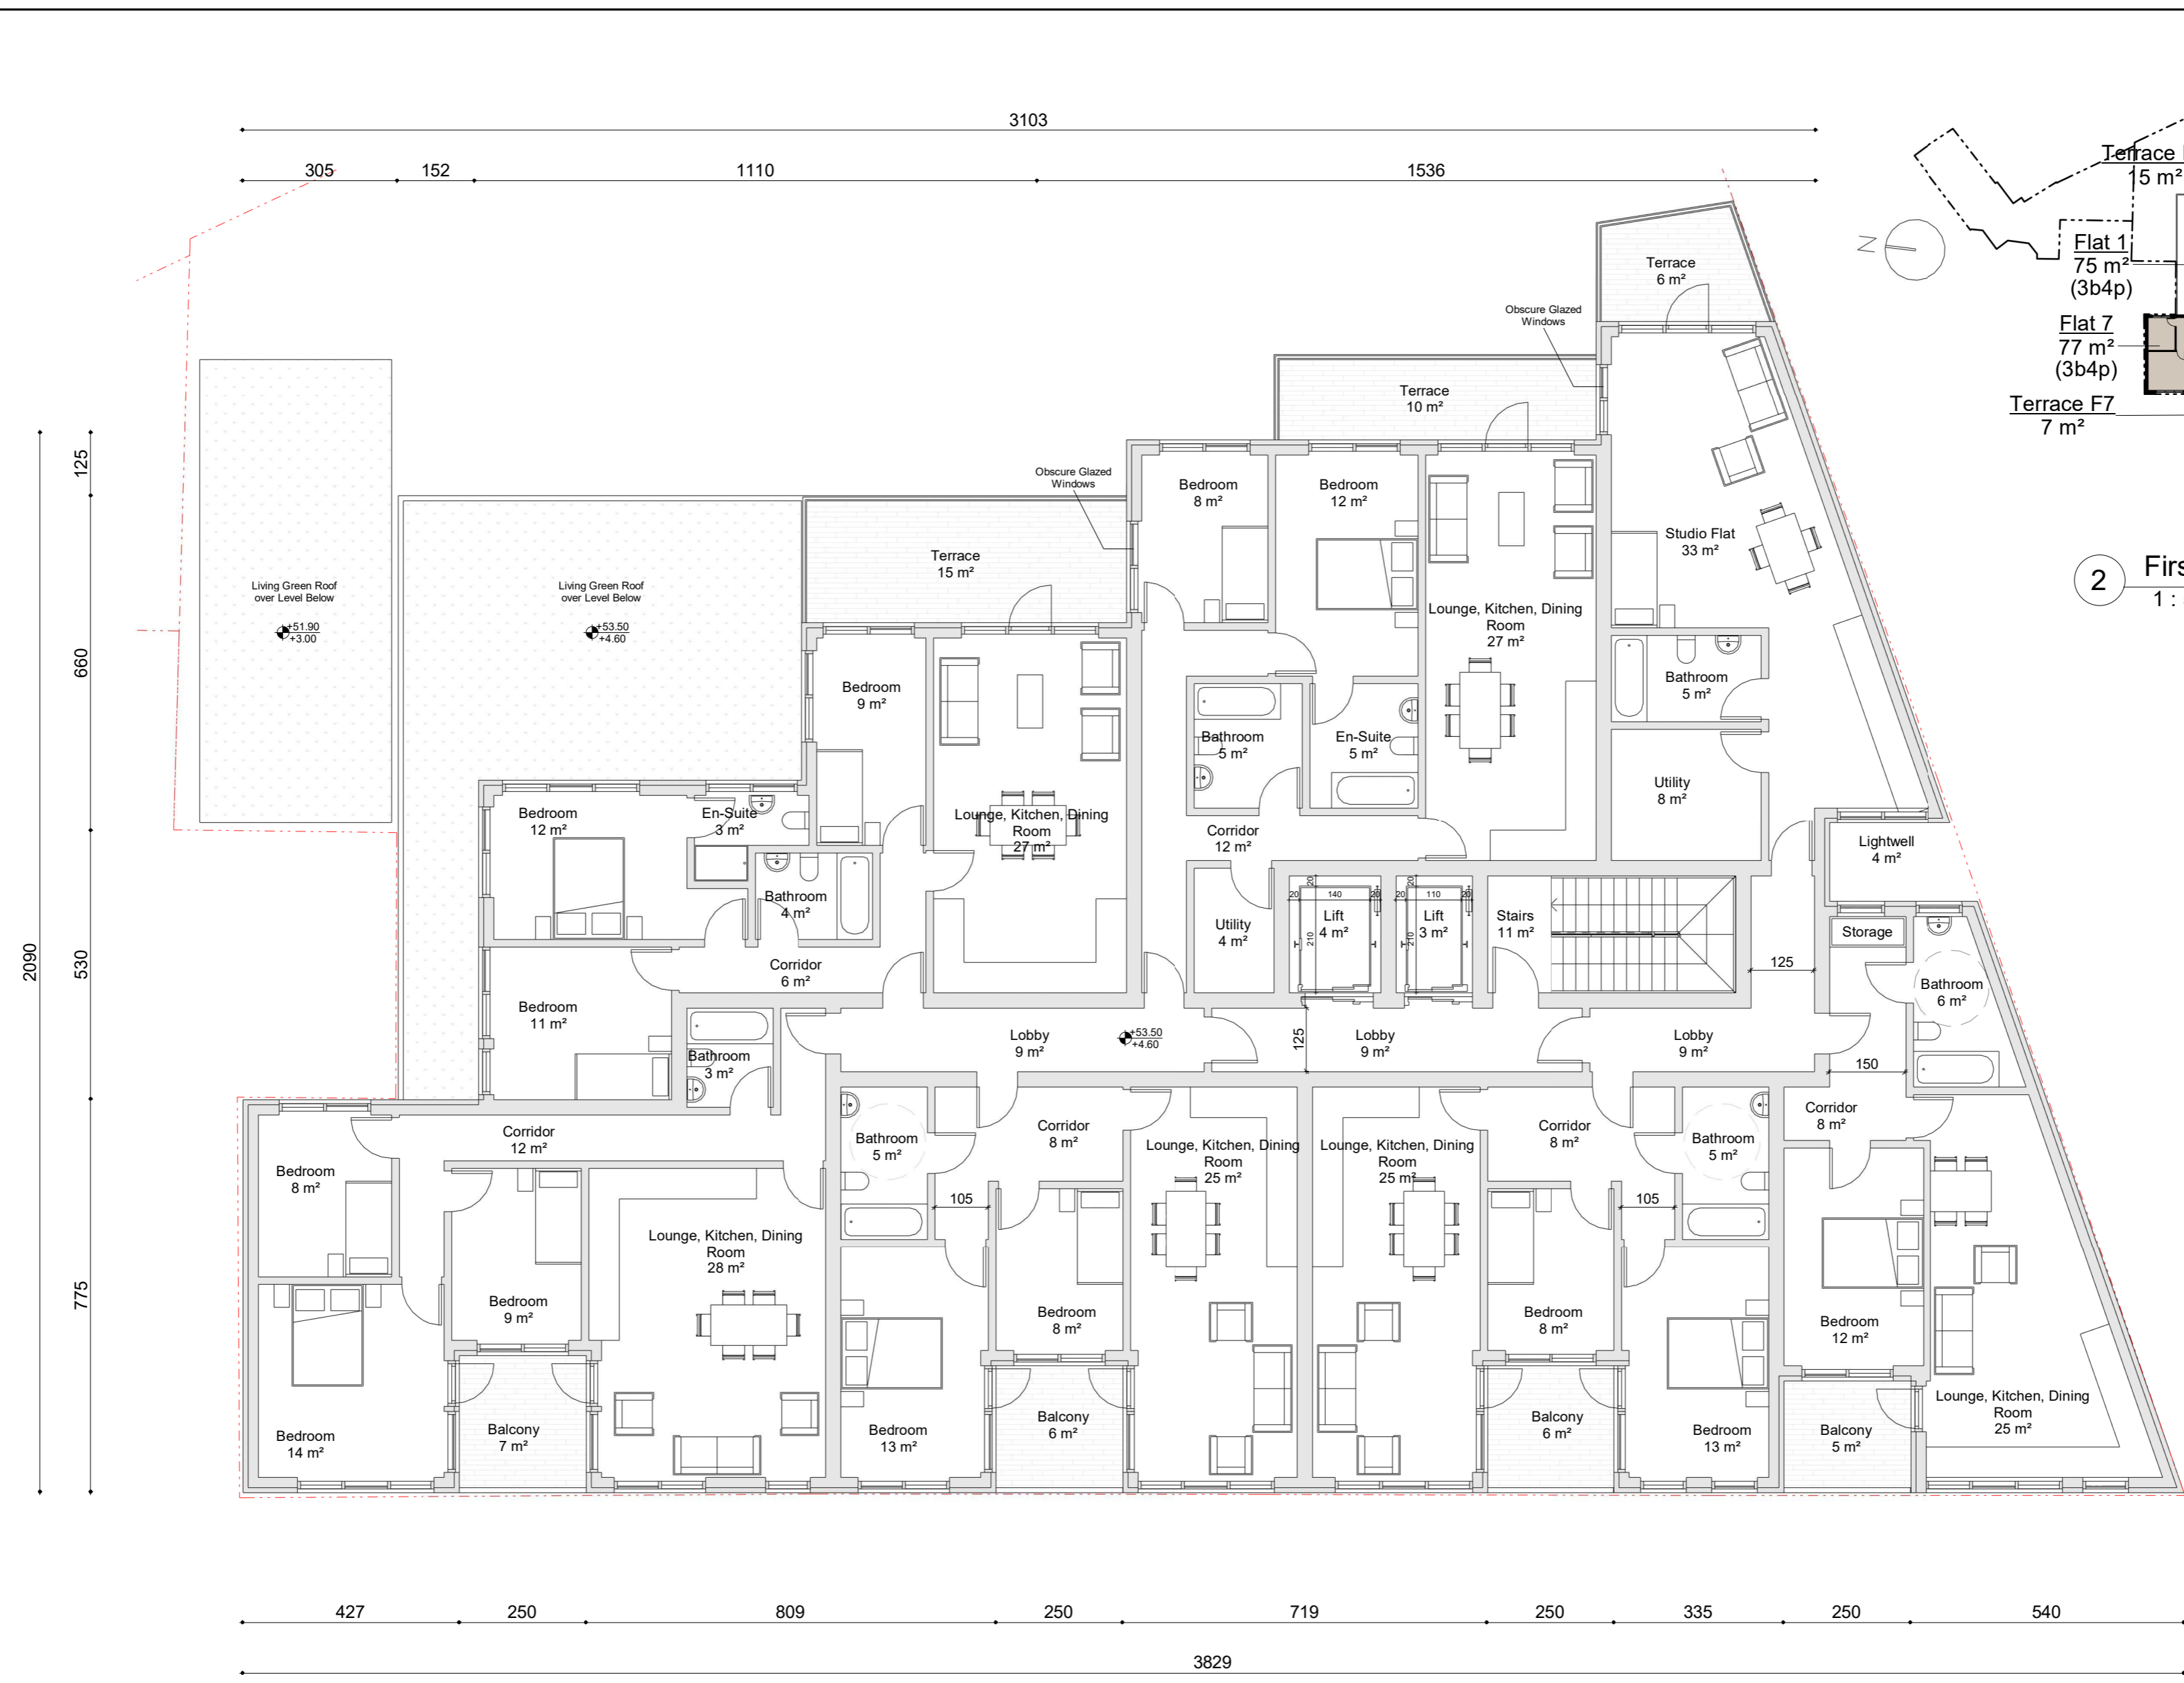 3103
305
152
1110
1536
Terrace
15 m²
N
Flat 1
75 m²
(3b4p)
Flat 7
77 m²
(3b4p)
Terrace F7
7 m²
2
1 :
Terrace
6 m²
Obscure Glazed
Windows
Terrace
10 m²
Obscure Glazed
Windows
Bedroom
8 m²
Bedroom
12 m²
Studio Flat
33 m²
Terrace
15 m²
Living Green Roof
over Level Below
+51.90
+3.00
Living Green Roof
over Level Below
+53.50
+4.60
Lounge, Kitchen, Dining
Room
27 m²
Bedroom
9 m²
Bathroom
5 m²
Bathroom
5 m²
En-Suite
5 m²
Utility
8 m²
Bedroom
12 m²
En-Suite
3 m²
Lounge, Kitchen, Dining
Room
27 m²
Corridor
12 m²
Lightwell
4 m²
Bathroom
4 m²
20
140
20
20
210
Lift
4 m²
20
110
20
20
210
Lift
3 m²
Stairs
11 m²
Utility
4 m²
Storage
125
Corridor
6 m²
Bathroom
6 m²
Bedroom
11 m²
Lobby
9 m²
+53.50
+4.60
125
Lobby
9 m²
Lobby
9 m²
Bathroom
3 m²
150
Corridor
12 m²
Bathroom
5 m²
Corridor
8 m²
Lounge, Kitchen, Dining
Room
25 m²
Lounge, Kitchen, Dining
Room
25 m²
Corridor
8 m²
Bathroom
5 m²
Corridor
8 m²
Bedroom
8 m²
105
105
Lounge, Kitchen, Dining
Room
28 m²
Bedroom
9 m²
Bedroom
8 m²
Bedroom
8 m²
Bedroom
12 m²
Bedroom
14 m²
Balcony
7 m²
Bedroom
13 m²
Balcony
6 m²
Balcony
6 m²
Bedroom
13 m²
Balcony
5 m²
Lounge, Kitchen, Dining
Room
25 m²
125
660
530
775
2090
427
250
809
250
719
250
335
250
540
3829